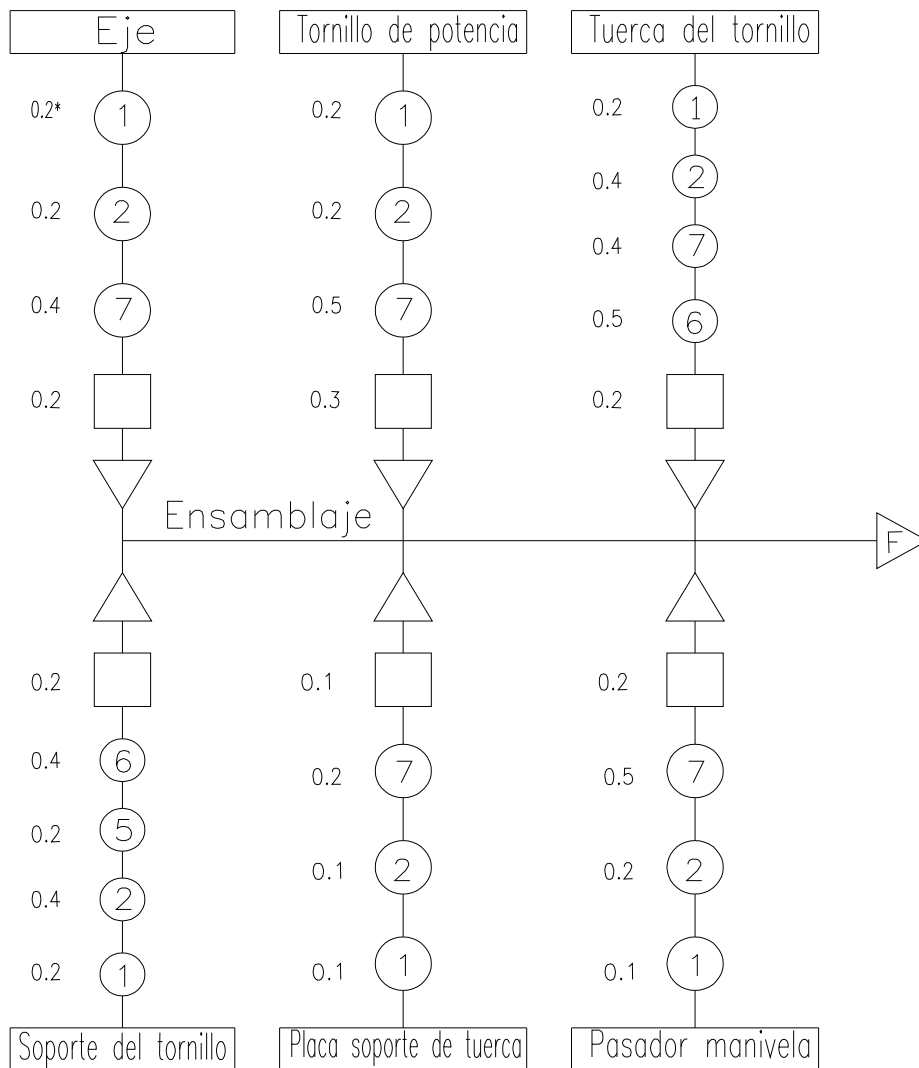 Eje Tornillo de potencia Tuerca del tornillo
0.2* 1 0.2 1 0.2 1
0.2 2 0.2 2 0.4 2
0.4 7 0.5 7 0.4 7
0.5 6
0.2 0.3 0.2
Ensamblaje
F
0.2 0.1 0.2
0.4 6 0.2 7 0.5 7
0.2 5
0.4 2 0.1 2 0.2 2
0.2 1 0.1 1 0.1 1
Soporte del tornillo Placa soporte de tuerca Pasador manivela